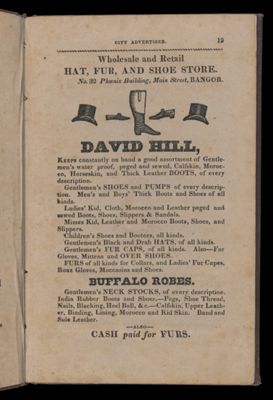 CITY ADVERTISER. 19
Wholesale and Retail
HAT, FUR, AND SHOE STORE.
No. 32 Phœnix Building, Main Street, BANGOR.
DAVID HILL,
KEEPS constantly on hand a good assortment of Gentle-
men's water proof, peged and sewed, Calfskin, Moroc-
co, Horseskin, and Thick Leather BOOTS, of every
description.
Gentlemen's SHOES and PUMPS of every descrip-
tion. Men's and Boys' Thick Boots and Shoes of all
kinds.
Ladies' Kid, Cloth, Morocco and Leather peged and
sewed Boots, Shoes, Slippers & Sandals.
Misses Kid, Leather and Morocco Boots, Shoes, and
Slippers.
Children's Shoes and Bootees, all kinds.
Gentlemen's Black and Drab HATS, of all kinds.
Gentlemen's FUR CAPS, of all kinds. Also—Fur
Gloves, Mittens and OVER SHOES.
FURS of all kinds for Collars, and Ladies' Fur Capes,
Boaz Gloves, Moccasins and Shoes.
BUFFALO ROBES.
Gentlemen's NECK STOCKS, of every description.
India Rubber Boots and Shoes.—Pegs, Shoe Thread,
Nails, Blacking, Heel Ball, &c.—Calfskin, Upper Leath-
er, Binding, Lining, Morocco and Kid Skin. Band and
Sole Leather.
—ALSO—
CASH paid for FURS.